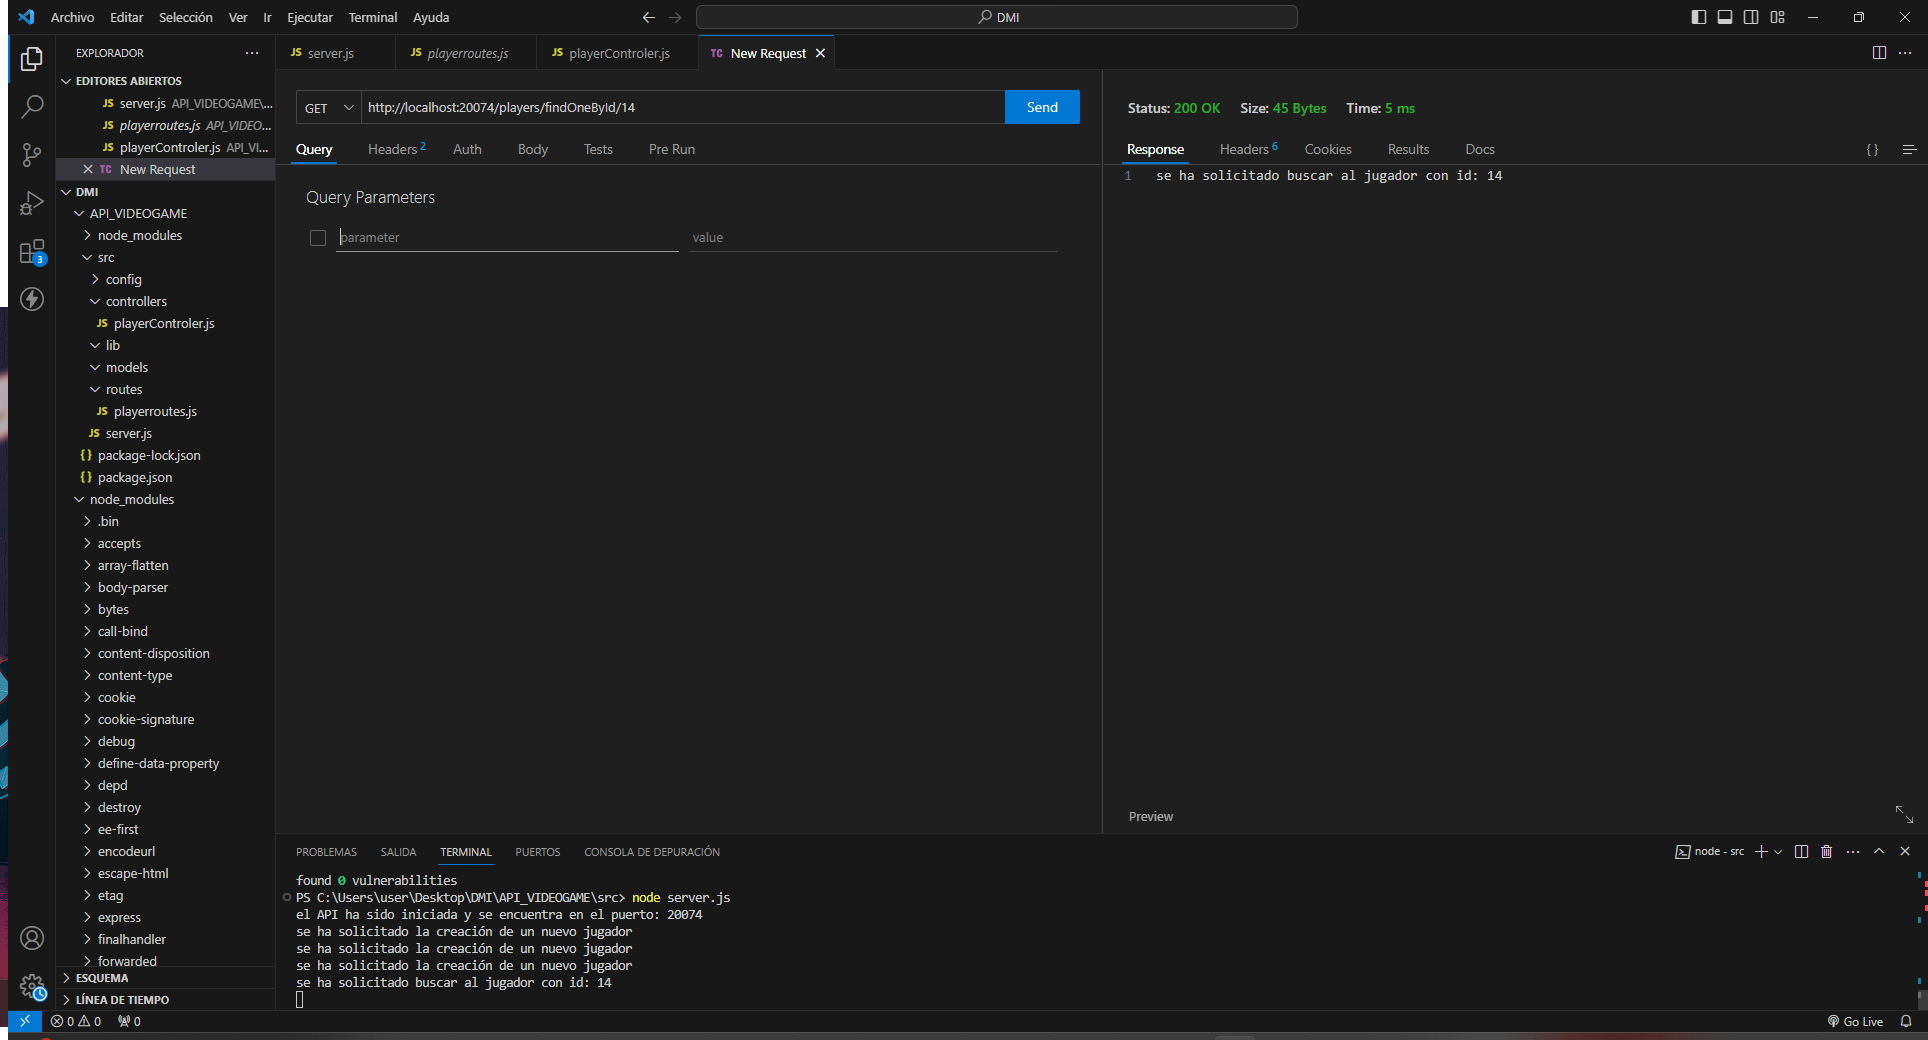 Archivo Editar Selección Ver Ir Ejecutar Terminal Ayuda
DMI
EXPLORADOR
EDITORES ABIERTOS
JS server.js API_VIDEOGAME\...
JS playerroutes.js API_VIDEO...
JS playerControler.js API_VI...
TC New Request
DMI
API_VIDEOGAME
node_modules
src
config
controllers
JS playerControler.js
lib
models
routes
JS playerroutes.js
JS server.js
{} package-lock.json
{} package.json
node_modules
.bin
accepts
array-flatten
body-parser
bytes
call-bind
content-disposition
content-type
cookie
cookie-signature
debug
define-data-property
depd
destroy
ee-first
encodeurl
escape-html
etag
express
finalhandler
forwarded
ESQUEMA
LÍNEA DE TIEMPO
3
JS server.js
JS playerroutes.js
JS playerControler.js
TC New Request
GET http://localhost:20074/players/findOneById/14 Send
Query Headers 2 Auth Body Tests Pre Run
Query Parameters
parameter value
Status: 200 OK Size: 45 Bytes Time: 5 ms
Response Headers 6 Cookies Results Docs {}
1 se ha solicitado buscar al jugador con id: 14
Preview
PROBLEMAS SALIDA TERMINAL PUERTOS CONSOLA DE DEPURACIÓN
node - src
found 0 vulnerabilities
PS C:\Users\user\Desktop\DMI\API_VIDEOGAME\src> node server.js
el API ha sido iniciada y se encuentra en el puerto: 20074
se ha solicitado la creación de un nuevo jugador
se ha solicitado la creación de un nuevo jugador
se ha solicitado la creación de un nuevo jugador
se ha solicitado buscar al jugador con id: 14
0 0 0
Go Live